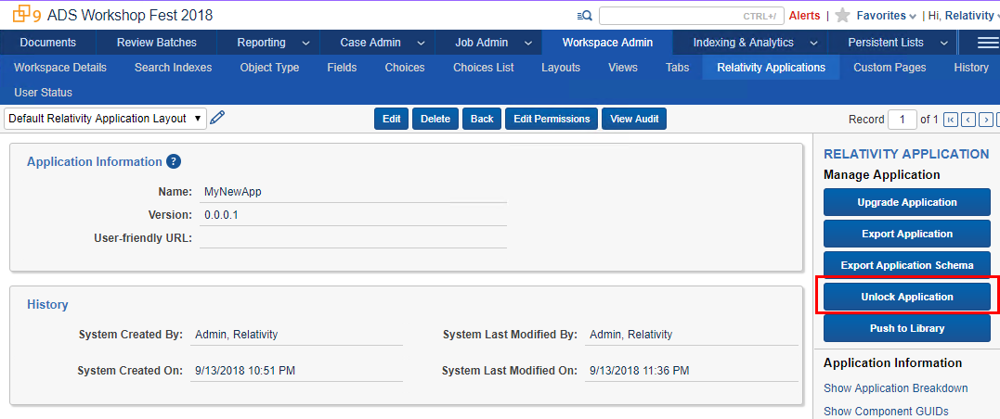 9 ADS Workshop Fest 2018 CTRL+/ Alerts | Favorites | Hi, Relativity
Documents Review Batches Reporting Case Admin Job Admin Workspace Admin Indexing & Analytics Persistent Lists
Workspace Details Search Indexes Object Type Fields Choices Choices List Layouts Views Tabs Relativity Applications Custom Pages History
User Status
Default Relativity Application Layout Edit Delete Back Edit Permissions View Audit Record 1 of 1
Application Information ?
Name: MyNewApp
Version: 0.0.0.1
User-friendly URL:
History
System Created By: Admin, Relativity System Last Modified By: Admin, Relativity
System Created On: 9/13/2018 10:51 PM System Last Modified On: 9/13/2018 11:36 PM
RELATIVITY APPLICATION
Manage Application
Upgrade Application
Export Application
Export Application Schema
Unlock Application
Push to Library
Application Information
Show Application Breakdown
Show Component GUIDs